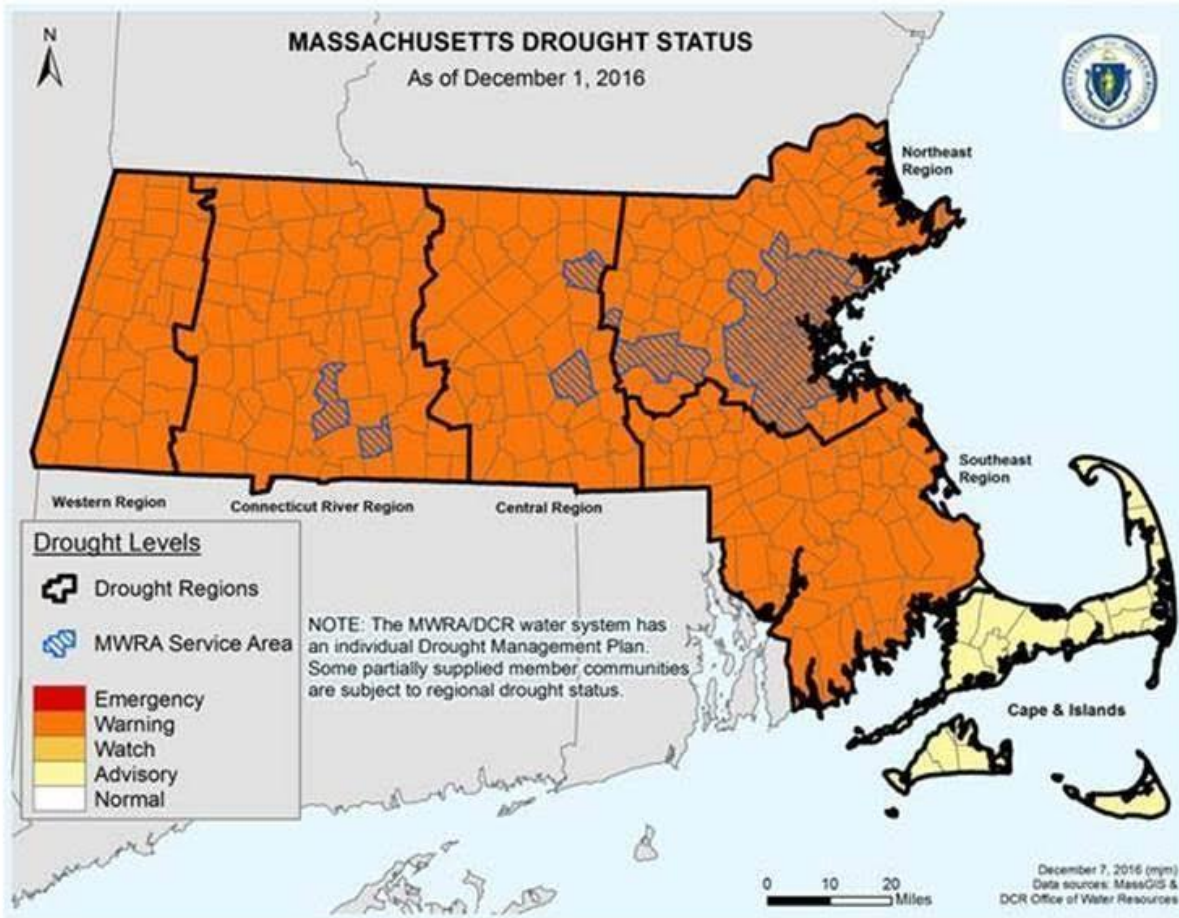 N
MASSACHUSETTS DROUGHT STATUS
As of December 1, 2016
Northeast
Region
Southeast
Region
Western Region
Connecticut River Region
Central Region
Cape & Islands
Drought Levels
Drought Regions
MWRA Service Area
Emergency
Warning
Watch
Advisory
Normal
NOTE: The MWRA/DCR water system has
an individual Drought Management Plan.
Some partially supplied member communities
are subject to regional drought status.
0 10 20
Miles
December 7, 2016 (mjm)
Data sources: MassGIS &
DCR Office of Water Resources